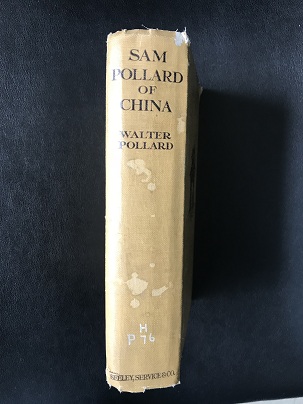 SAM
POLLARD
OF
CHINA
WALTER
POLLARD
H
P76
SEELEY, SERVICE & CO.